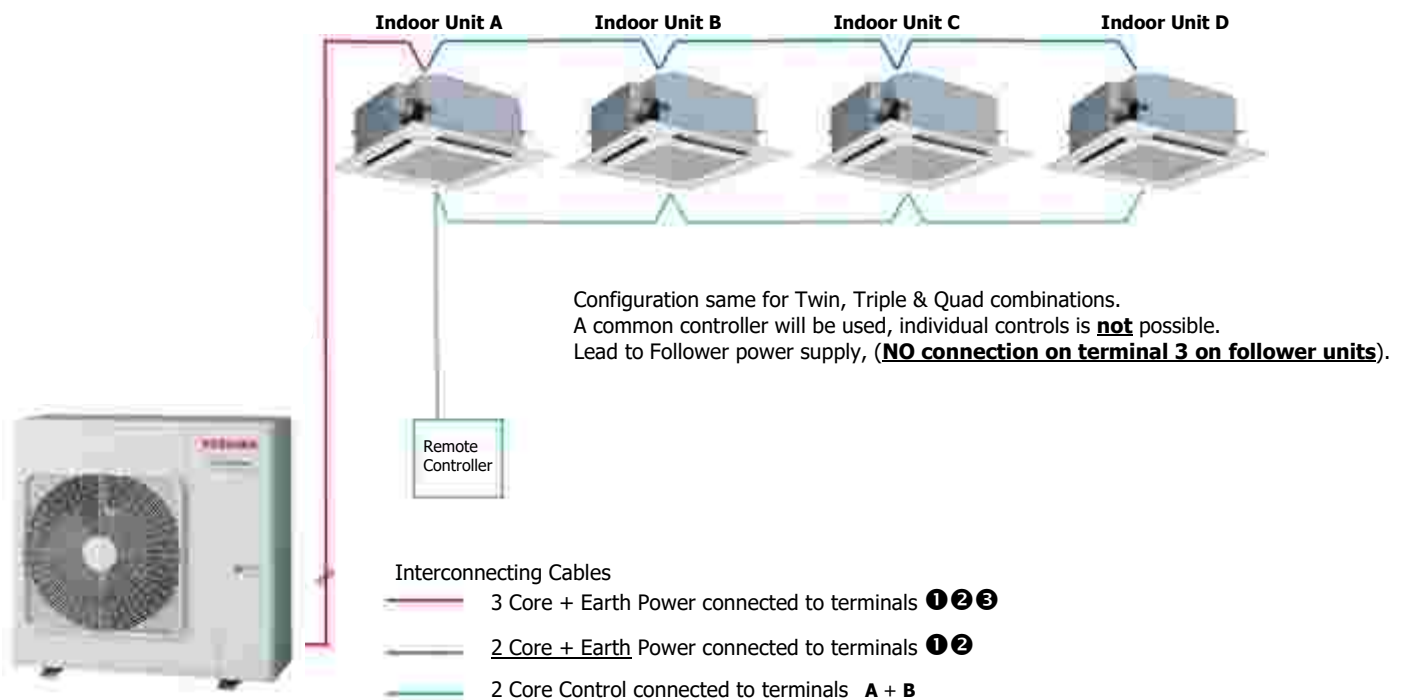 Indoor Unit A Indoor Unit B Indoor Unit C Indoor Unit D
Configuration same for Twin, Triple & Quad combinations.
A common controller will be used, individual controls is not possible.
Lead to Follower power supply, (NO connection on terminal 3 on follower units).
TOSHIBA
Remote
Controller
Interconnecting Cables
3 Core + Earth Power connected to terminals ❶❷❸
2 Core + Earth Power connected to terminals ❶❷
2 Core Control connected to terminals A + B